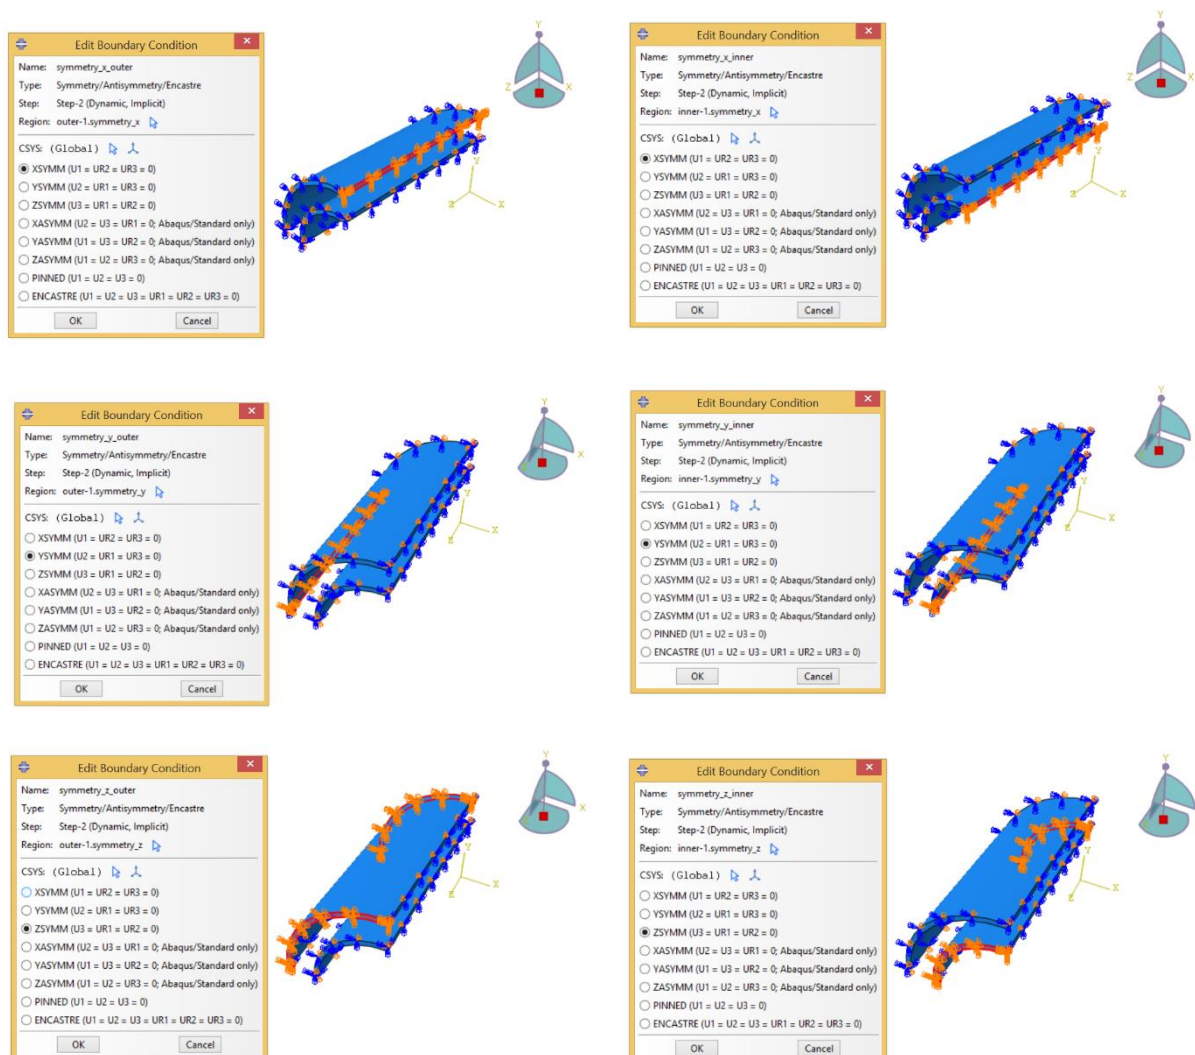 Edit Boundary Condition
Name: symmetry_x_outer
Type: Symmetry/Antisymmetry/Encastre
Step: Step-2 (Dynamic, Implicit)
Region: outer-1.symmetry_x
CSYS: (Global)
XSYMM (U1 = UR2 = UR3 = 0)
YSYMM (U2 = UR1 = UR3 = 0)
ZSYMM (U3 = UR1 = UR2 = 0)
XASYMM (U2 = U3 = UR1 = 0; Abaqus/Standard only)
YASYMM (U1 = U3 = UR2 = 0; Abaqus/Standard only)
ZASYMM (U1 = U2 = UR3 = 0; Abaqus/Standard only)
PINNED (U1 = U2 = U3 = 0)
ENCASTRE (U1 = U2 = U3 = UR1 = UR2 = UR3 = 0)
OK Cancel
Y
Z X
Y
Z X
Edit Boundary Condition
Name: symmetry_x_inner
Type: Symmetry/Antisymmetry/Encastre
Step: Step-2 (Dynamic, Implicit)
Region: inner-1.symmetry_x
CSYS: (Global)
XSYMM (U1 = UR2 = UR3 = 0)
YSYMM (U2 = UR1 = UR3 = 0)
ZSYMM (U3 = UR1 = UR2 = 0)
XASYMM (U2 = U3 = UR1 = 0; Abaqus/Standard only)
YASYMM (U1 = U3 = UR2 = 0; Abaqus/Standard only)
ZASYMM (U1 = U2 = UR3 = 0; Abaqus/Standard only)
PINNED (U1 = U2 = U3 = 0)
ENCASTRE (U1 = U2 = U3 = UR1 = UR2 = UR3 = 0)
OK Cancel
Y
Z X
Y
Z X
Edit Boundary Condition
Name: symmetry_y_outer
Type: Symmetry/Antisymmetry/Encastre
Step: Step-2 (Dynamic, Implicit)
Region: outer-1.symmetry_y
CSYS: (Global)
XSYMM (U1 = UR2 = UR3 = 0)
YSYMM (U2 = UR1 = UR3 = 0)
ZSYMM (U3 = UR1 = UR2 = 0)
XASYMM (U2 = U3 = UR1 = 0; Abaqus/Standard only)
YASYMM (U1 = U3 = UR2 = 0; Abaqus/Standard only)
ZASYMM (U1 = U2 = UR3 = 0; Abaqus/Standard only)
PINNED (U1 = U2 = U3 = 0)
ENCASTRE (U1 = U2 = U3 = UR1 = UR2 = UR3 = 0)
OK Cancel
Y
X
Y
Z X
Edit Boundary Condition
Name: symmetry_y_inner
Type: Symmetry/Antisymmetry/Encastre
Step: Step-2 (Dynamic, Implicit)
Region: inner-1.symmetry_y
CSYS: (Global)
XSYMM (U1 = UR2 = UR3 = 0)
YSYMM (U2 = UR1 = UR3 = 0)
ZSYMM (U3 = UR1 = UR2 = 0)
XASYMM (U2 = U3 = UR1 = 0; Abaqus/Standard only)
YASYMM (U1 = U3 = UR2 = 0; Abaqus/Standard only)
ZASYMM (U1 = U2 = UR3 = 0; Abaqus/Standard only)
PINNED (U1 = U2 = U3 = 0)
ENCASTRE (U1 = U2 = U3 = UR1 = UR2 = UR3 = 0)
OK Cancel
Y
Y
Z X
Edit Boundary Condition
Name: symmetry_z_outer
Type: Symmetry/Antisymmetry/Encastre
Step: Step-2 (Dynamic, Implicit)
Region: outer-1.symmetry_z
CSYS: (Global)
XSYMM (U1 = UR2 = UR3 = 0)
YSYMM (U2 = UR1 = UR3 = 0)
ZSYMM (U3 = UR1 = UR2 = 0)
XASYMM (U2 = U3 = UR1 = 0; Abaqus/Standard only)
YASYMM (U1 = U3 = UR2 = 0; Abaqus/Standard only)
ZASYMM (U1 = U2 = UR3 = 0; Abaqus/Standard only)
PINNED (U1 = U2 = U3 = 0)
ENCASTRE (U1 = U2 = U3 = UR1 = UR2 = UR3 = 0)
OK Cancel
Y
X
Y
Z X
Edit Boundary Condition
Name: symmetry_z_inner
Type: Symmetry/Antisymmetry/Encastre
Step: Step-2 (Dynamic, Implicit)
Region: inner-1.symmetry_z
CSYS: (Global)
XSYMM (U1 = UR2 = UR3 = 0)
YSYMM (U2 = UR1 = UR3 = 0)
ZSYMM (U3 = UR1 = UR2 = 0)
XASYMM (U2 = U3 = UR1 = 0; Abaqus/Standard only)
YASYMM (U1 = U3 = UR2 = 0; Abaqus/Standard only)
ZASYMM (U1 = U2 = UR3 = 0; Abaqus/Standard only)
PINNED (U1 = U2 = U3 = 0)
ENCASTRE (U1 = U2 = U3 = UR1 = UR2 = UR3 = 0)
OK Cancel
Y
Y
Z X